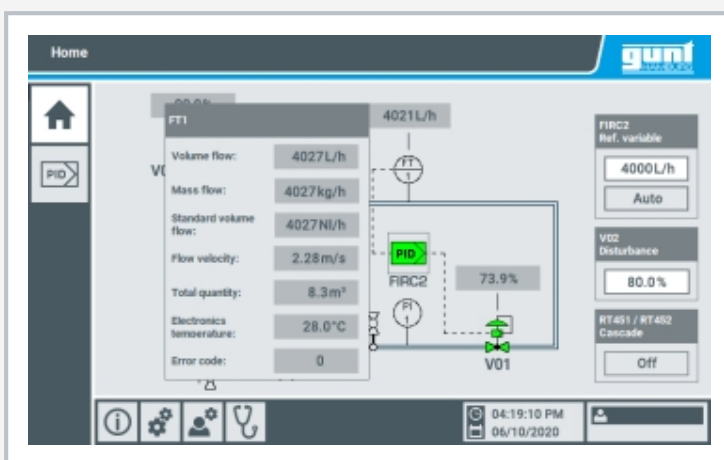 Home
gunt
HAMBURG
4021L/h
FT1
FT
1
Volume flow: 4027L/h
Mass flow: 4027kg/h
Standard volume
flow: 4027Nl/h
Flow velocity: 2.28m/s
Total quantity: 8.3m³
Electronics
temperature: 28.0°C
Error code: 0
PID
PID
FIRC2
PI
1
73.9%
V01
FIRC2
Ref. variable
4000L/h
Auto
V02
Disturbance
80.0%
RT451 / RT452
Cascade
Off
04:19:10 PM
06/10/2020